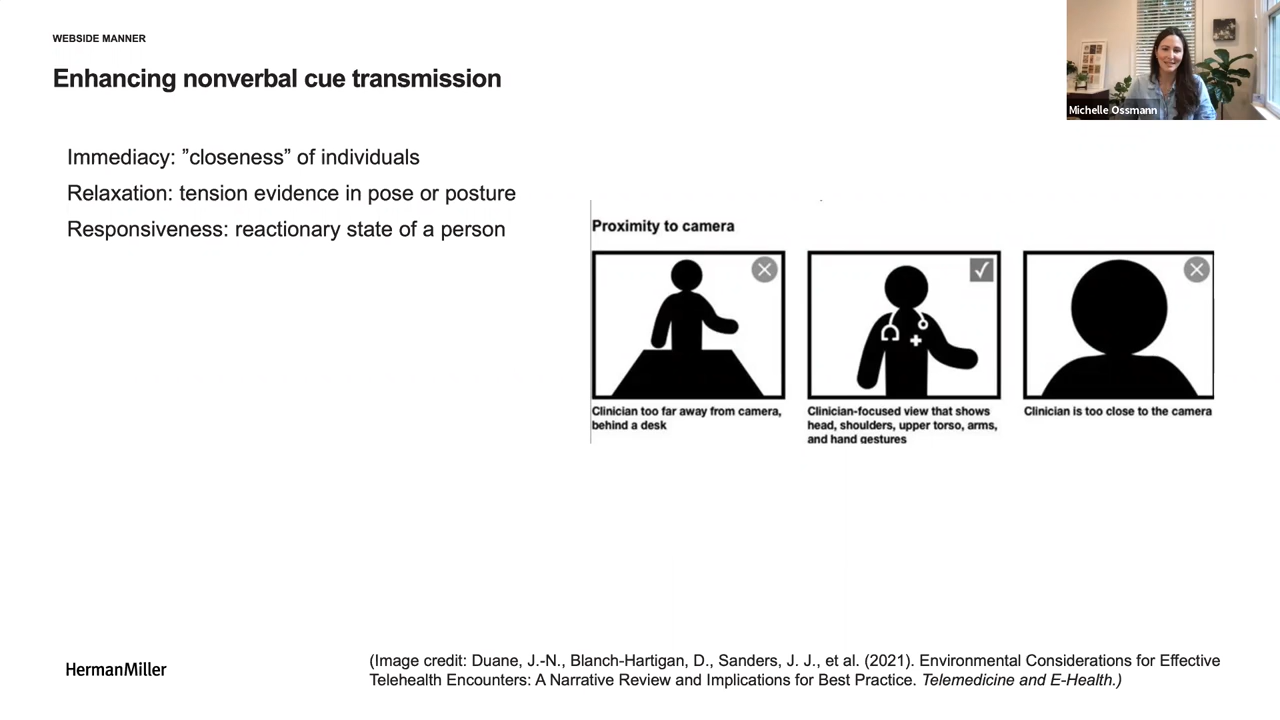 WEBSIDE MANNER
Enhancing nonverbal cue transmission
Michelle Ossmann
Immediacy: ”closeness” of individuals
Relaxation: tension evidence in pose or posture
Responsiveness: reactionary state of a person
Proximity to camera
Clinician too far away from camera,
behind a desk
Clinician-focused view that shows
head, shoulders, upper torso, arms,
and hand gestures
Clinician is too close to the camera
HermanMiller
(Image credit: Duane, J.-N., Blanch-Hartigan, D., Sanders, J. J., et al. (2021). Environmental Considerations for Effective
Telehealth Encounters: A Narrative Review and Implications for Best Practice. Telemedicine and E-Health.)